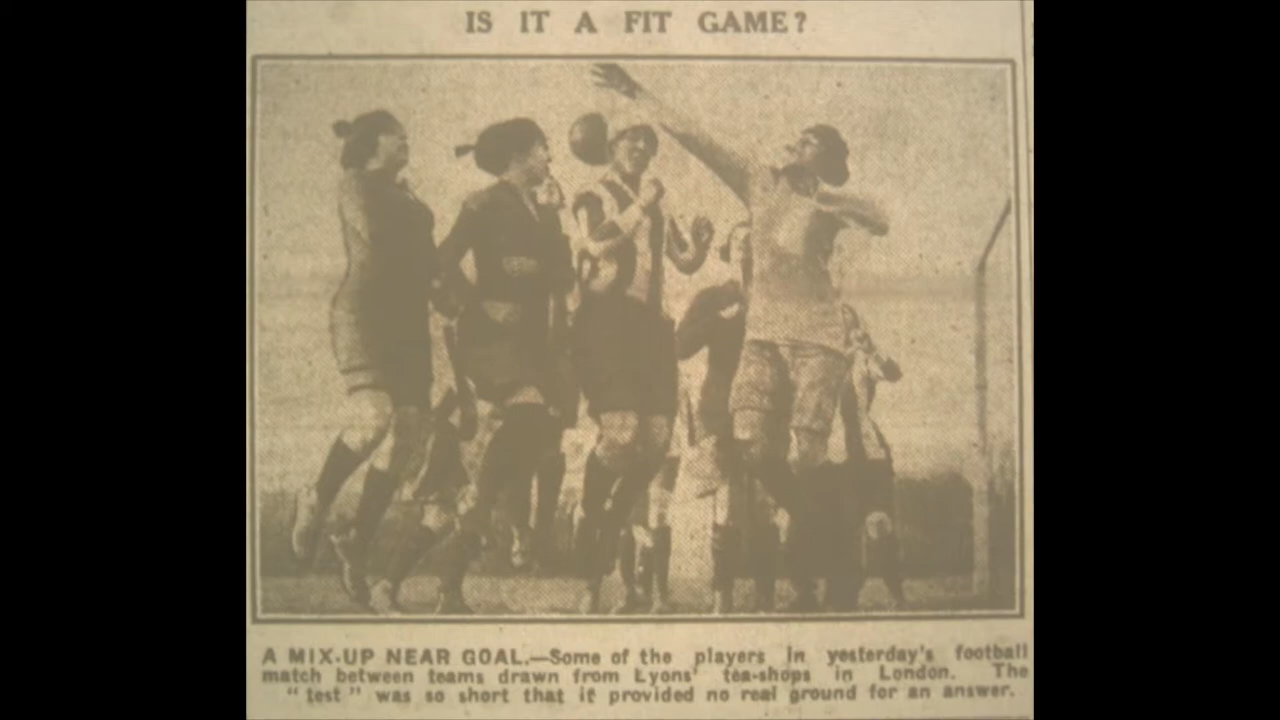 IS IT A FIT GAME?
A MIX-UP NEAR GOAL.—Some of the players in yesterday's football
match between teams drawn from Lyons' tea-shops in London. The
"test" was so short that it provided no real ground for an answer.